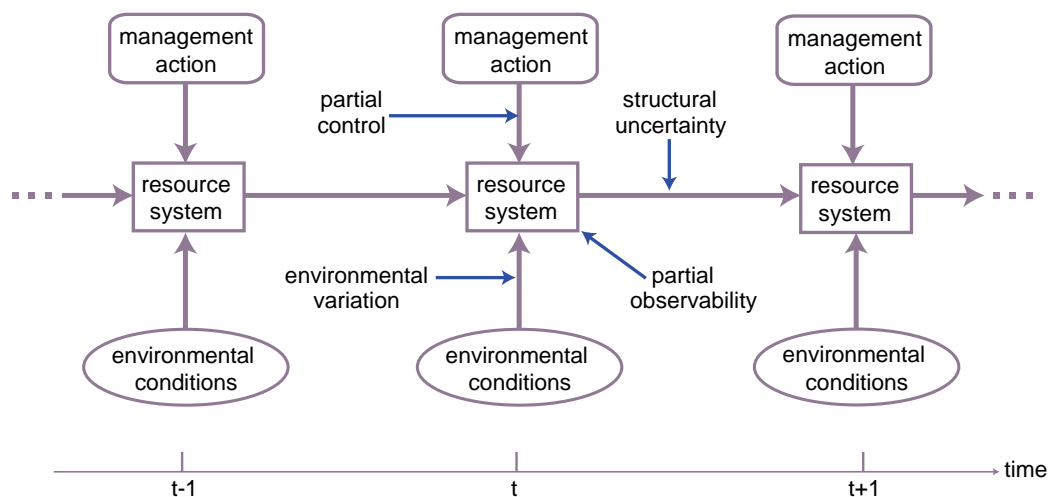 management
action
management
action
management
action
partial
control
structural
uncertainty
resource
system
resource
system
resource
system
environmental
variation
partial
observability
environmental
conditions
environmental
conditions
environmental
conditions
time
t-1
t
t+1